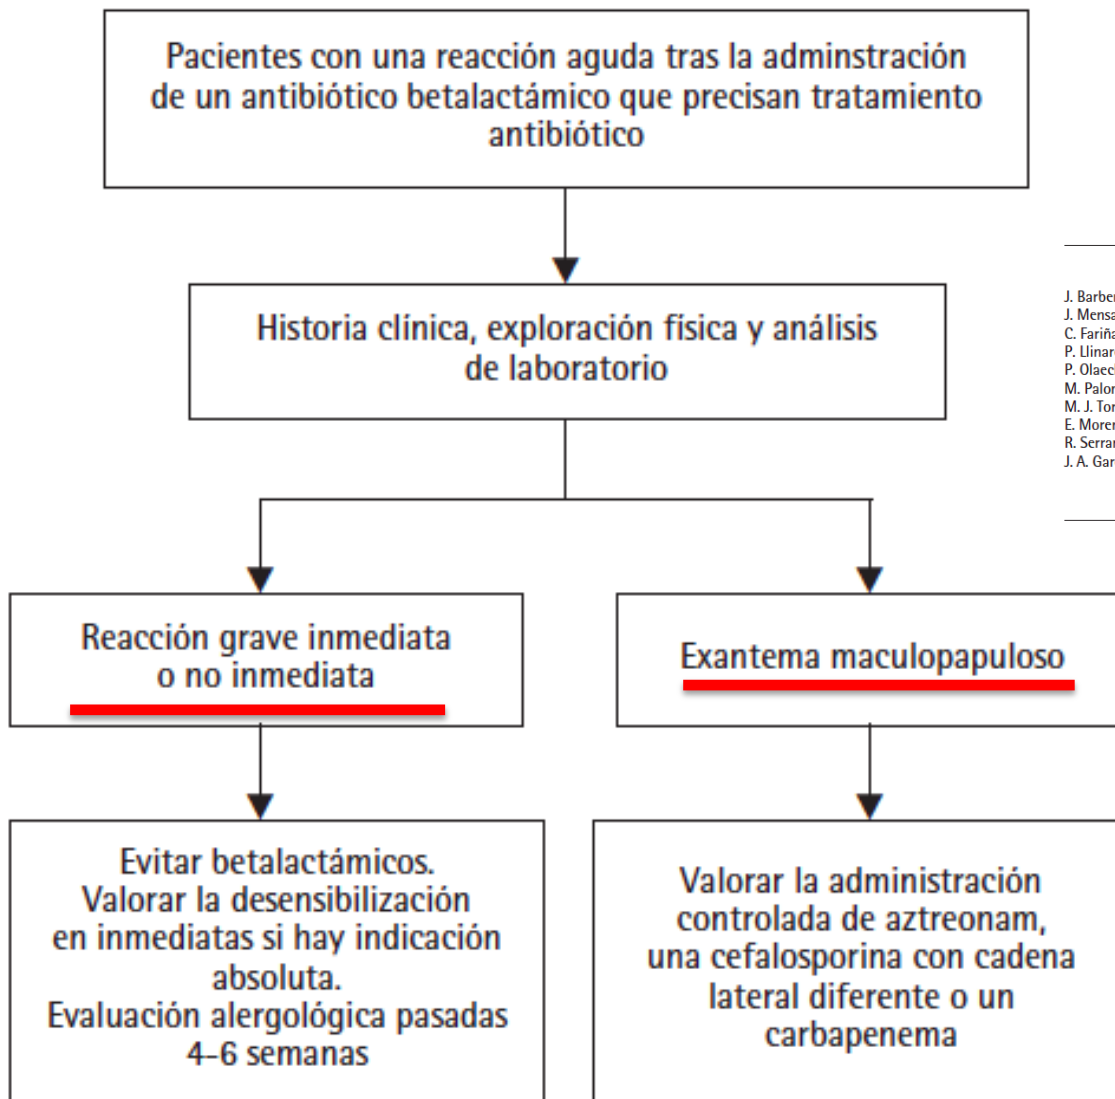 Pacientes con una reacción aguda tras la adminstración
de un antibiótico betalactámico que precisan tratamiento
antibiótico
Historia clínica, exploración física y análisis
de laboratorio
J.
J.
C.
P.
P.
M.
M. J.
E.
R.
J. A.
Reacción grave inmediata
o no inmediata
Exantema maculopapuloso
Evitar betalactámicos.
Valorar la desensibilización
en inmediatas si hay indicación
absoluta.
Evaluación alergológica pasadas
4-6 semanas
Valorar la administración
controlada de aztreonam,
una cefalosporina con cadena
lateral diferente o un
carbapenema